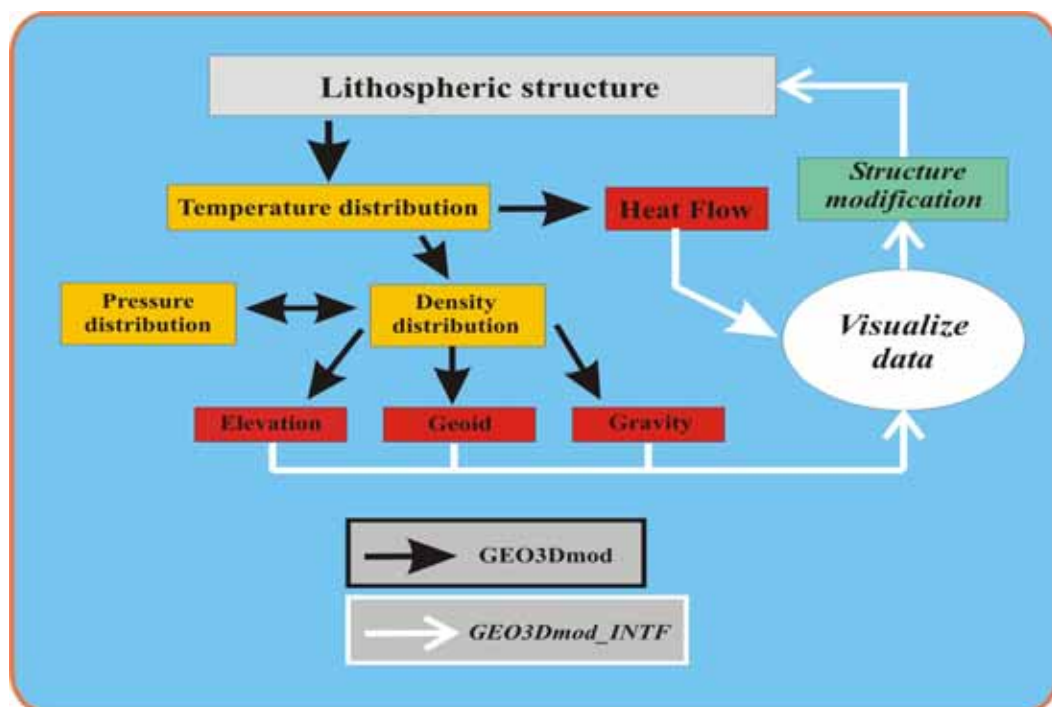 Lithospheric structure
Structure
modification
Temperature distribution
Heat Flow
Pressure
distribution
Density
distribution
Visualize
data
Elevation
Geoid
Gravity
GEO3Dmod
GEO3Dmod_INTF